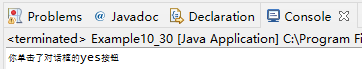 Problems @ Javadoc Declaration Console
<terminated> Example10_30 [Java Application] C:\Program Fi
你单击了对话框的yes按钮